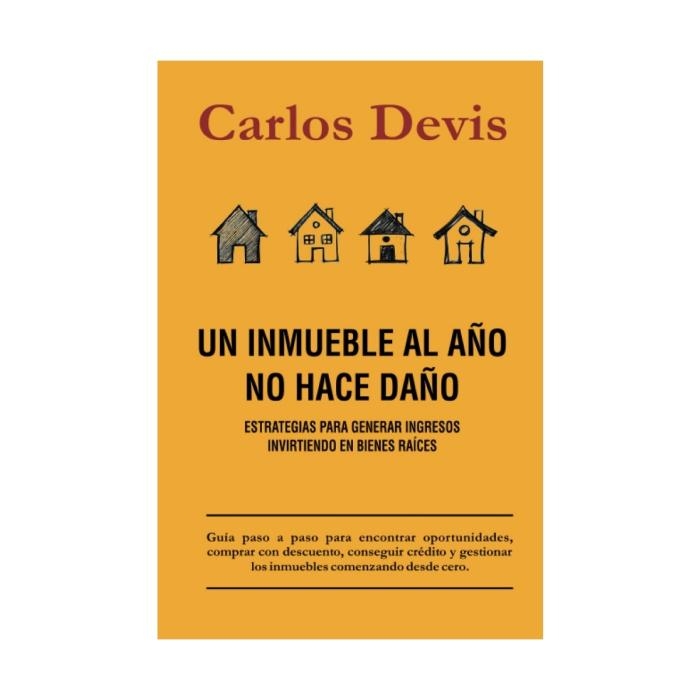 Carlos Devis
UN INMUEBLE AL AÑO
NO HACE DAÑO
ESTRATEGIAS PARA GENERAR INGRESOS
INVIRTIENDO EN BIENES RAÍCES
Guía paso a paso para encontrar oportunidades,
comprar con descuento, conseguir crédito y gestionar
los inmuebles comenzando desde cero.